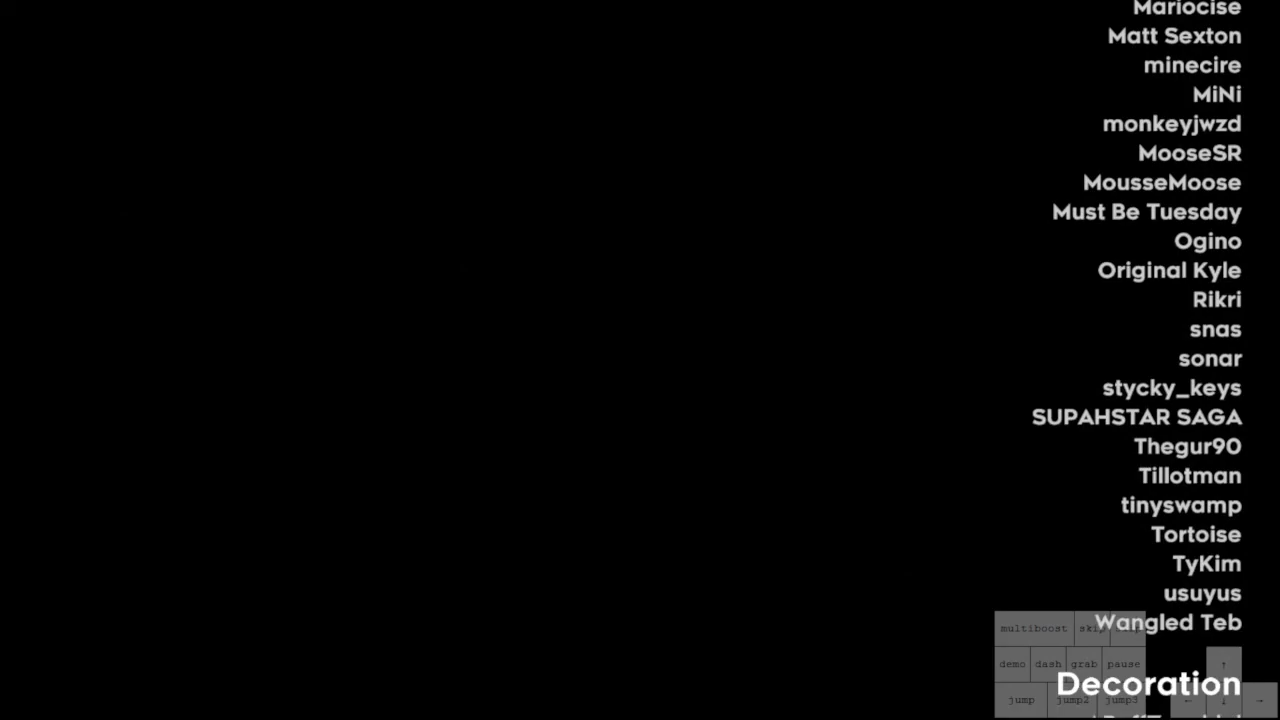 Mariocise
Matt Sexton
minecire
MiNi
monkeyjwzd
MooseSR
MousseMoose
Must Be Tuesday
Ogino
Original Kyle
Rikri
snas
sonar
stycky_keys
SUPAHSTAR SAGA
Thegur90
Tillotman
tinyswamp
Tortoise
TyKim
usuyus
Wangled Teb
multiboost
demo dash grab pause ↑
Decoration
jump jump2 jump3 ← ↓ →